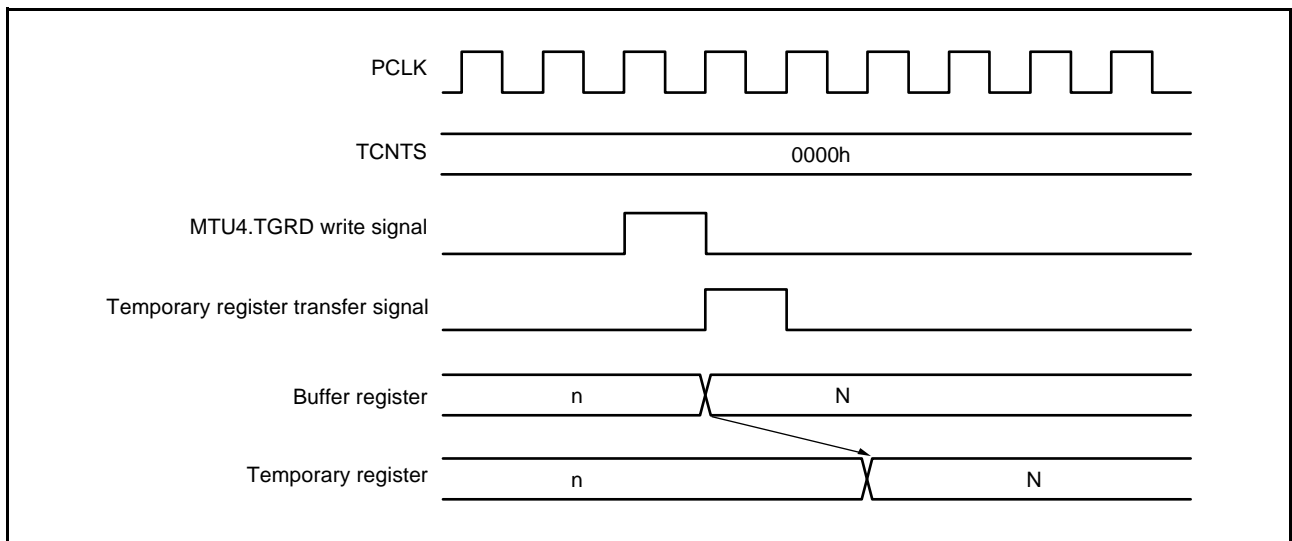 PCLK
TCNTS
0000h
MTU4.TGRD write signal
Temporary register transfer signal
Buffer register
n
N
Temporary register
n
N